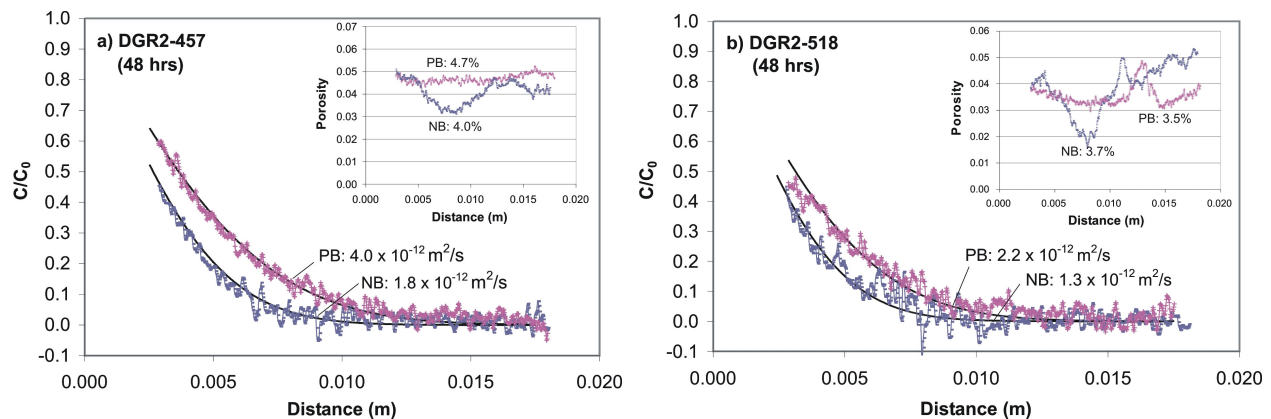 a) DGR2-457
(48 hrs)
C/C₀
1.0
0.9
0.8
0.7
0.6
0.5
0.4
0.3
0.2
0.1
0.0
-0.1
0.000
0.005
0.010
0.015
0.020
Distance (m)
PB: 4.0 x 10⁻¹² m²/s
NB: 1.8 x 10⁻¹² m²/s
Porosity
0.07
0.06
0.05
0.04
0.03
0.02
0.01
0.00
PB: 4.7%
NB: 4.0%
0.000
0.005
0.010
0.015
0.020
Distance (m)
b) DGR2-518
(48 hrs)
C/C₀
1.0
0.9
0.8
0.7
0.6
0.5
0.4
0.3
0.2
0.1
0.0
-0.1
0.000
0.005
0.010
0.015
0.020
Distance (m)
PB: 2.2 x 10⁻¹² m²/s
NB: 1.3 x 10⁻¹² m²/s
Porosity
0.06
0.05
0.04
0.03
0.02
0.01
0.00
PB: 3.5%
NB: 3.7%
0.000
0.005
0.010
0.015
0.020
Distance (m)